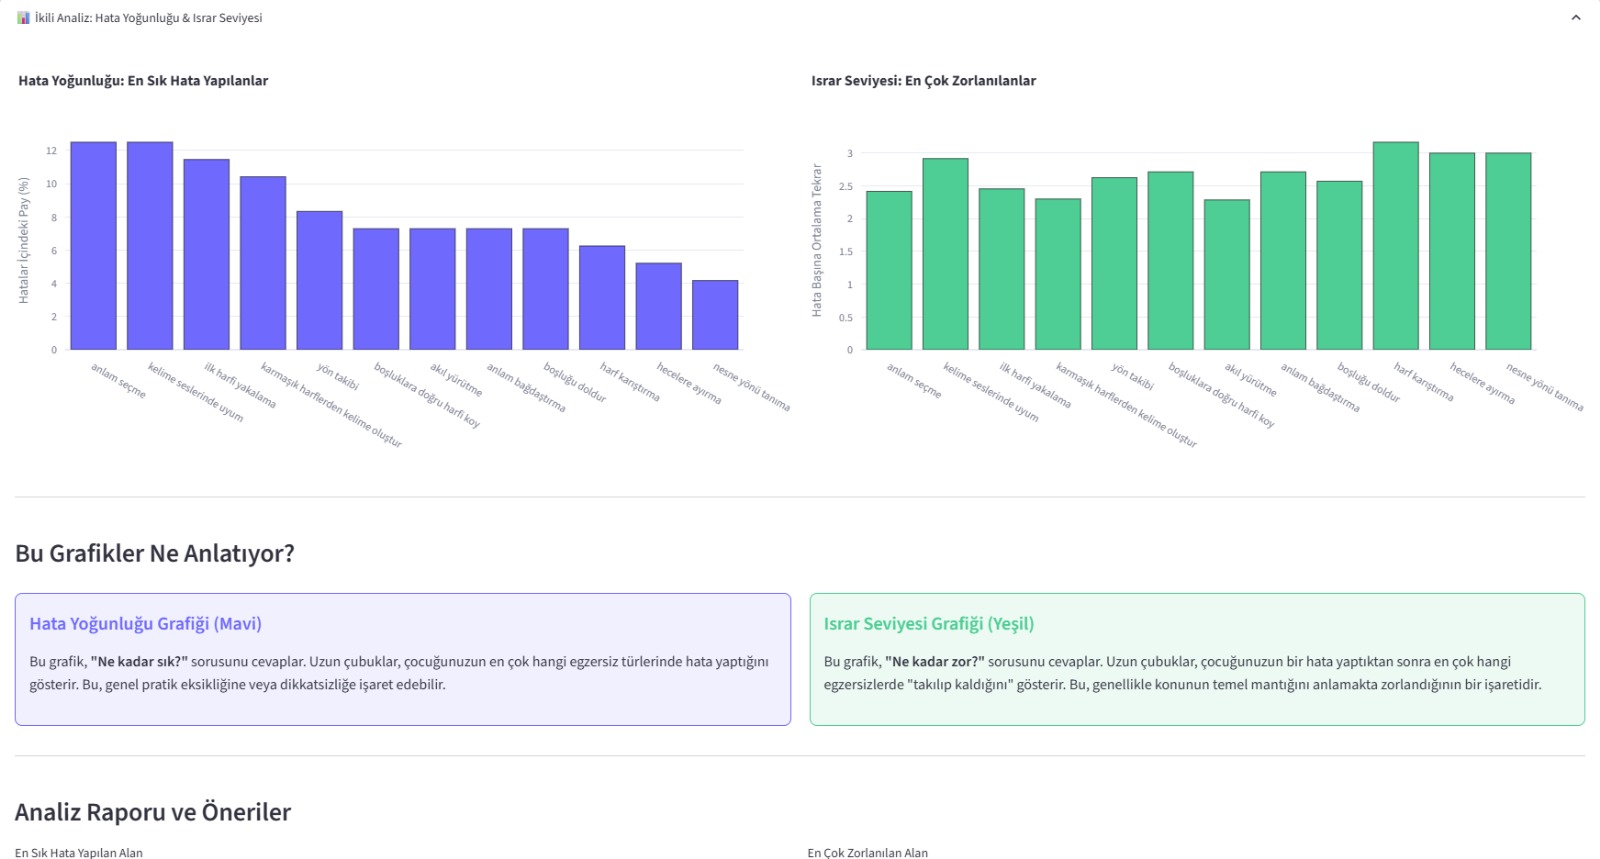 İkili Analiz: Hata Yoğunluğu & Israr Seviyesi
Hata Yoğunluğu: En Sık Hata Yapılanlar
Hatalar İçindeki Pay (%)
12
10
8
6
4
2
0
anlam seçme
kelime seslerinde uyum
ilk harfi yakalama
karmaşık harflerden kelime oluştur
yön takibi
boşluklara doğru harfi koy
akıl yürütme
anlam bağdaştırma
boşluğu doldur
harf karıştırma
hecelere ayırma
nesne yönü tanıma
Israr Seviyesi: En Çok Zorlanılanlar
Hata Başına Ortalama Tekrar
3
2.5
2
1.5
1
0.5
0
anlam seçme
kelime seslerinde uyum
ilk harfi yakalama
karmaşık harflerden kelime oluştur
yön takibi
boşluklara doğru harfi koy
akıl yürütme
anlam bağdaştırma
boşluğu doldur
harf karıştırma
hecelere ayırma
nesne yönü tanıma
Bu Grafikler Ne Anlatıyor?
Hata Yoğunluğu Grafiği (Mavi)
Bu grafik, "Ne kadar sık?" sorusunu cevaplar. Uzun çubuklar, çocuğunuzun en çok hangi egzersiz türlerinde hata yaptığını
gösterir. Bu, genel pratik eksikliğine veya dikkatsizliğe işaret edebilir.
Israr Seviyesi Grafiği (Yeşil)
Bu grafik, "Ne kadar zor?" sorusunu cevaplar. Uzun çubuklar, çocuğunuzun bir hata yaptıktan sonra en çok hangi
egzersizlerde "takılıp kaldığını" gösterir. Bu, genellikle konunun temel mantığını anlamakta zorlandığının bir işaretidir.
Analiz Raporu ve Öneriler
En Sık Hata Yapılan Alan
En Çok Zorlanılan Alan